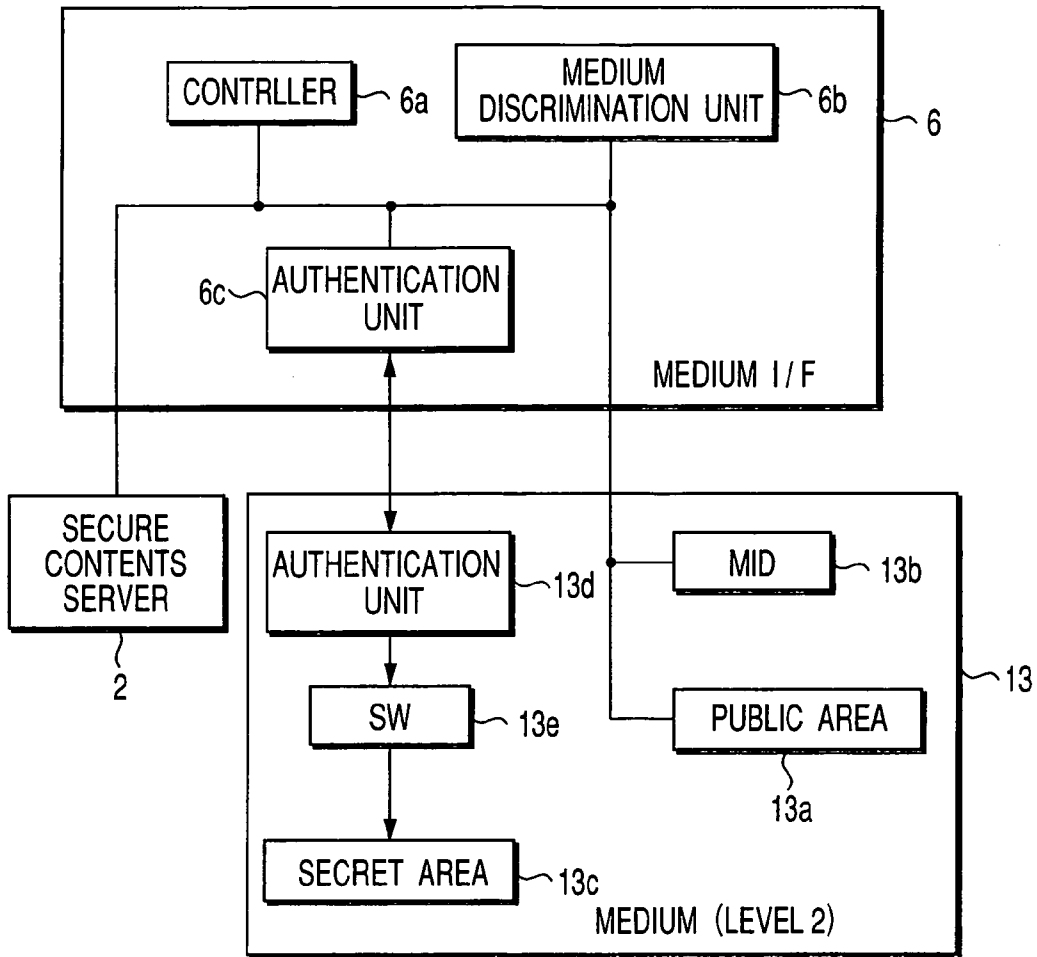 CONTRLLER
6a
MEDIUM
DISCRIMINATION UNIT
6b
6
6c
AUTHENTICATION
UNIT
MEDIUM I/F
SECURE
CONTENTS
SERVER
2
AUTHENTICATION
UNIT
13d
MID
13b
13
SW
13e
PUBLIC AREA
13a
SECRET AREA
13c
MEDIUM (LEVEL 2)